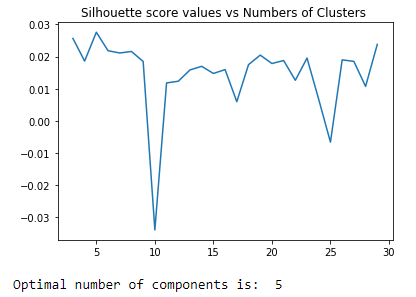 Silhouette score values vs Numbers of Clusters
0.03
0.02
0.01
0.00
−0.01
−0.02
−0.03
5 10 15 20 25 30
Optimal number of components is:  5